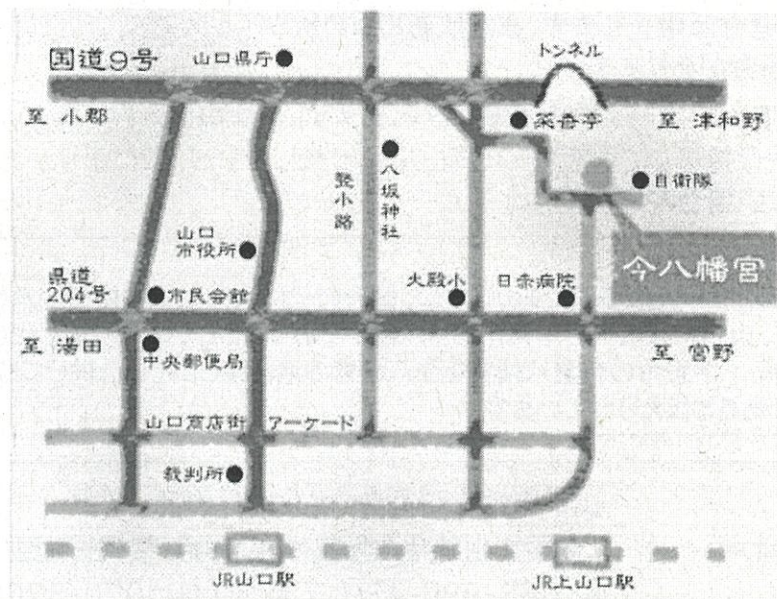 国道9号
山口県庁
トンネル
至 小郡
菜香亭
至 津和野
竪小路
八坂神社
自衛隊
山口
市役所
今八幡宮
県道
204号
市民会館
大殿小
日赤病院
至 湯田
中央郵便局
至 宮野
山口商店街 アーケード
裁判所
JR山口駅
JR上山口駅